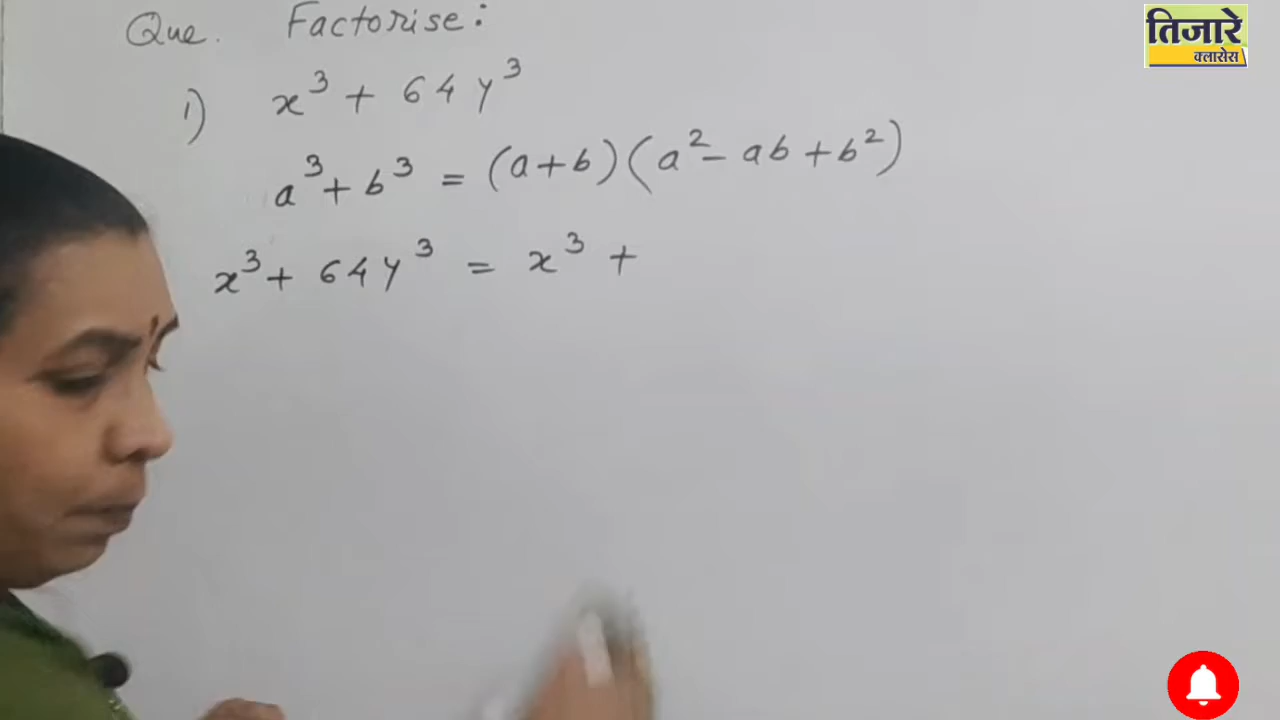 Que. Factorise:
तिजारे
क्लासेस
1) x³ + 64y³
a³ + b³ = (a+b)(a² - ab + b²)
x³ + 64y³ = x³ +